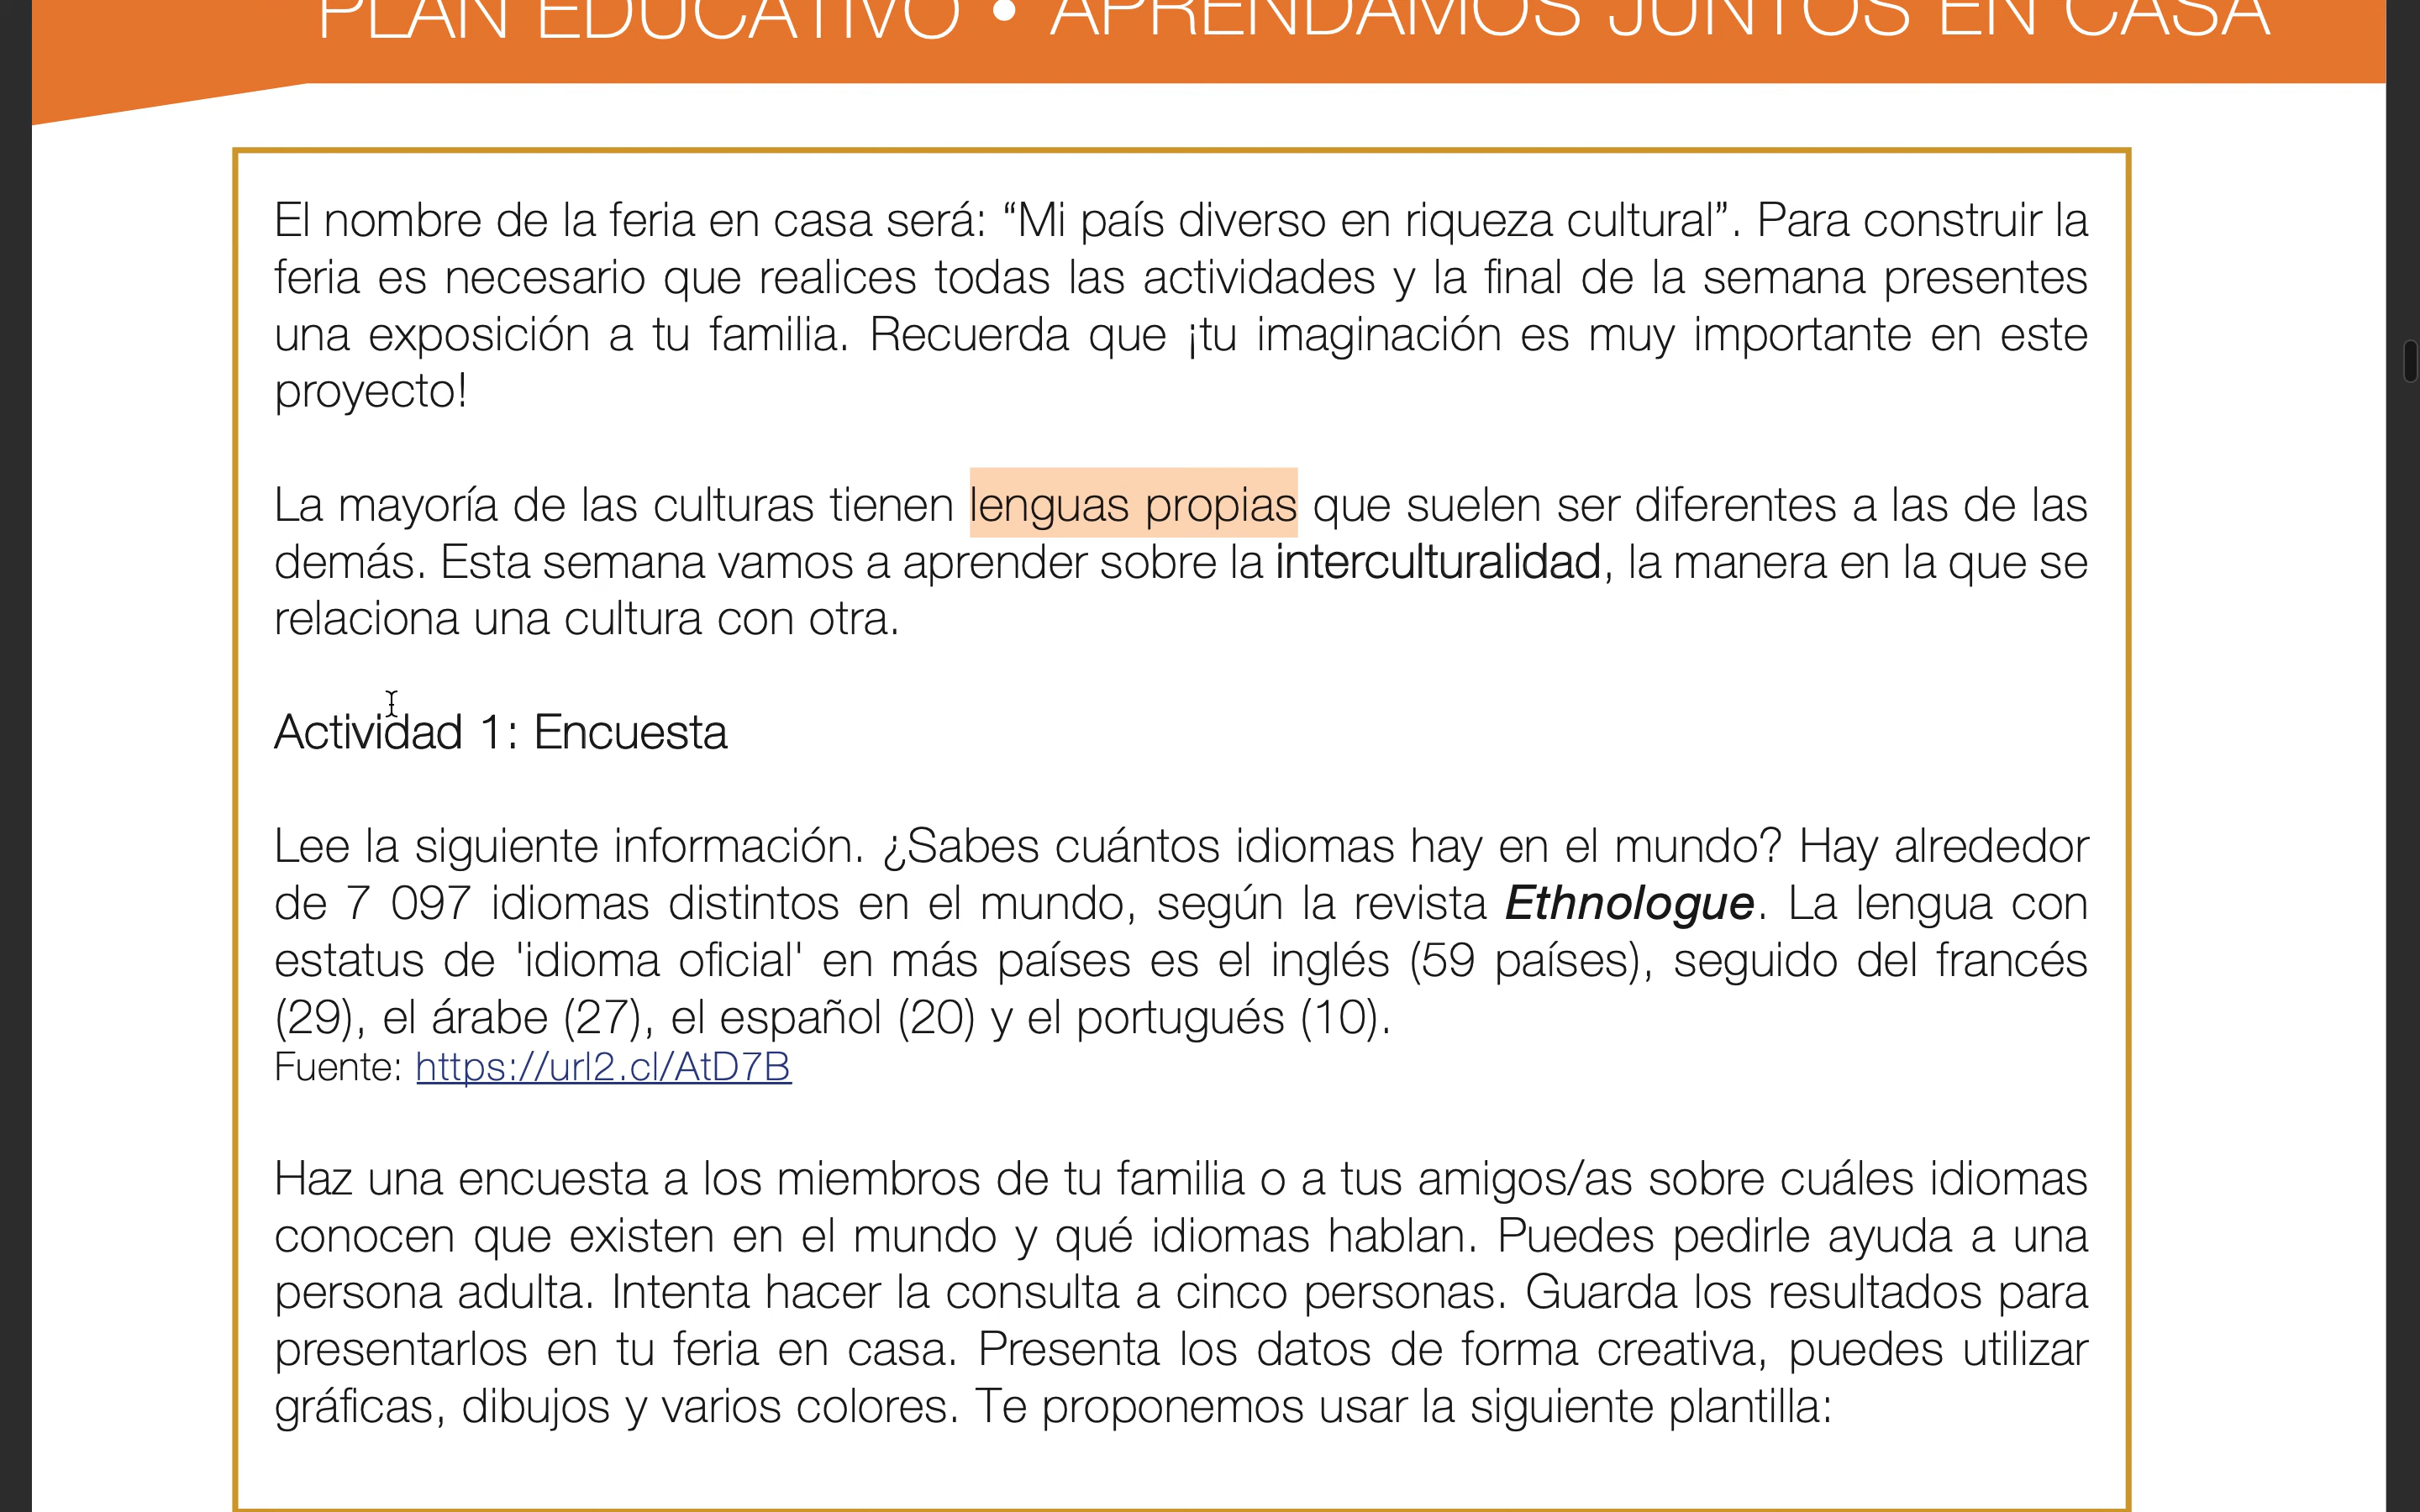 PLAN EDUCATIVO • APRENDAMOS JUNTOS EN CASA
El nombre de la feria en casa será: “Mi país diverso en riqueza cultural”. Para construir la
feria es necesario que realices todas las actividades y la final de la semana presentes
una exposición a tu familia. Recuerda que ¡tu imaginación es muy importante en este
proyecto!
La mayoría de las culturas tienen lenguas propias que suelen ser diferentes a las de las
demás. Esta semana vamos a aprender sobre la interculturalidad, la manera en la que se
relaciona una cultura con otra.
Actividad 1: Encuesta
Lee la siguiente información. ¿Sabes cuántos idiomas hay en el mundo? Hay alrededor
de 7 097 idiomas distintos en el mundo, según la revista Ethnologue. La lengua con
estatus de 'idioma oficial' en más países es el inglés (59 países), seguido del francés
(29), el árabe (27), el español (20) y el portugués (10).
Fuente: https://url2.cl/AtD7B
Haz una encuesta a los miembros de tu familia o a tus amigos/as sobre cuáles idiomas
conocen que existen en el mundo y qué idiomas hablan. Puedes pedirle ayuda a una
persona adulta. Intenta hacer la consulta a cinco personas. Guarda los resultados para
presentarlos en tu feria en casa. Presenta los datos de forma creativa, puedes utilizar
gráficas, dibujos y varios colores. Te proponemos usar la siguiente plantilla: